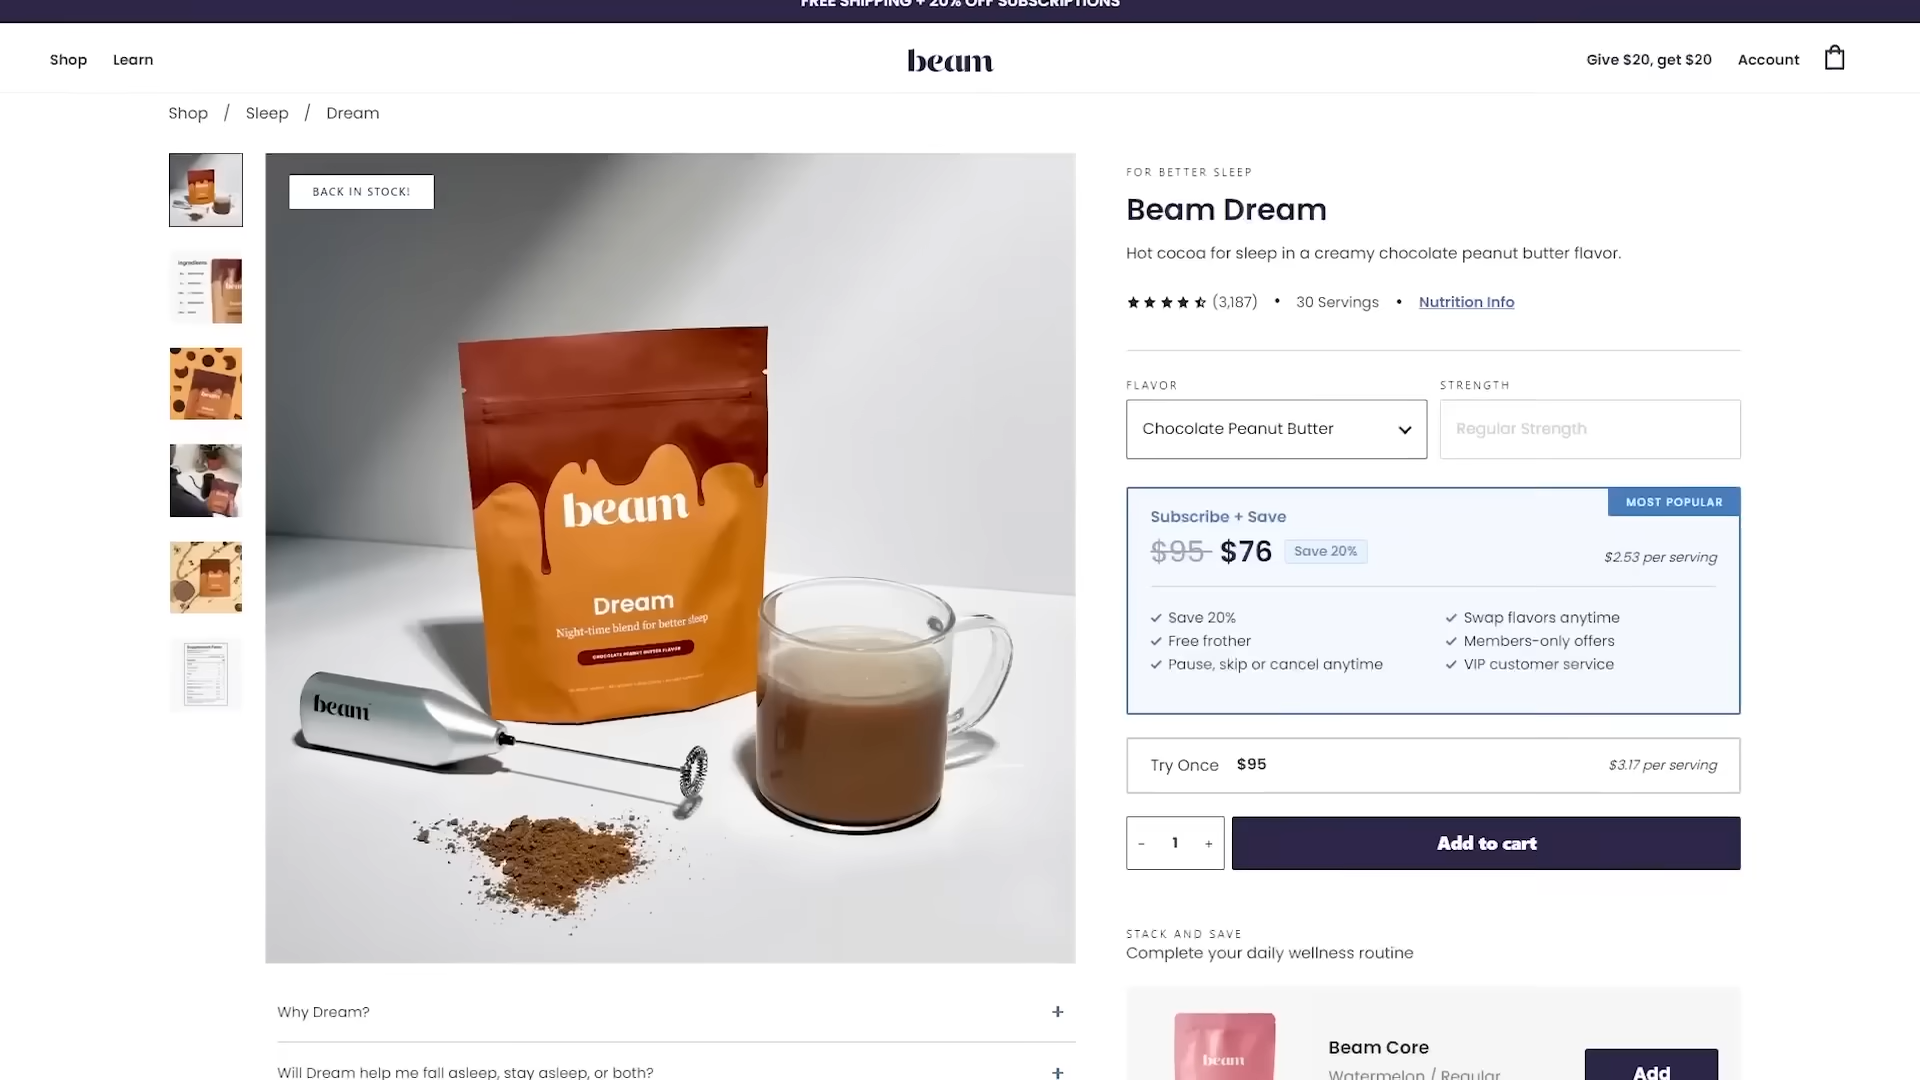 FREE SHIPPING + 20% OFF SUBSCRIPTIONS
Shop Learn beam Give $20, get $20 Account
Shop / Sleep / Dream
BACK IN STOCK!
Ingredients
beam
Dream
Night-time blend for better sleep
CHOCOLATE PEANUT BUTTER FLAVOR
beam
FOR BETTER SLEEP
Beam Dream
Hot cocoa for sleep in a creamy chocolate peanut butter flavor.
(3,187) • 30 Servings • Nutrition Info
FLAVOR STRENGTH
Chocolate Peanut Butter Regular Strength
MOST POPULAR
Subscribe + Save
$95 $76 Save 20% $2.53 per serving
✓ Save 20% ✓ Swap flavors anytime
✓ Free frother ✓ Members-only offers
✓ Pause, skip or cancel anytime ✓ VIP customer service
Try Once $95 $3.17 per serving
- 1 + Add to cart
STACK AND SAVE
Complete your daily wellness routine
beam
Beam Core
Watermelon / Regular
Add
Why Dream? +
Will Dream help me fall asleep, stay asleep, or both? +